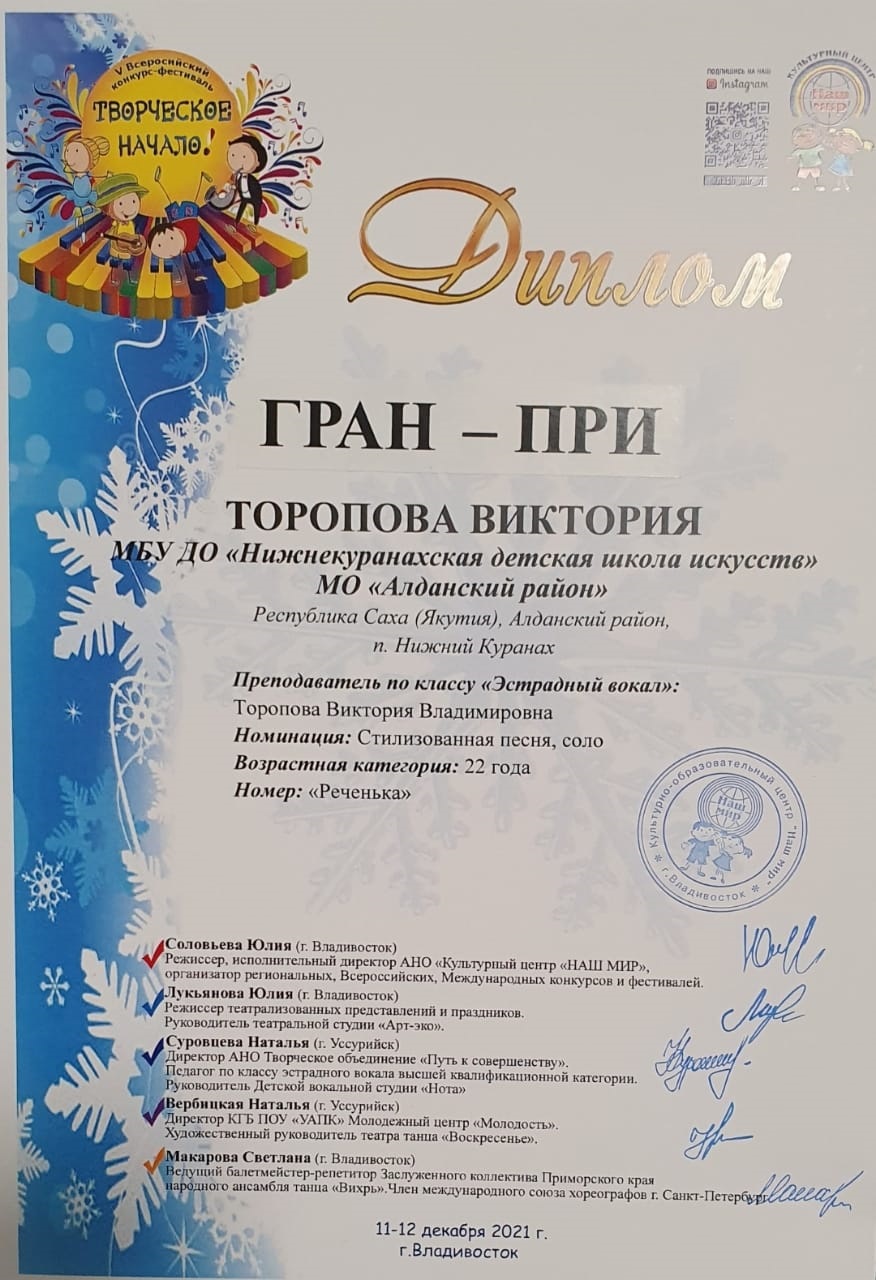 V Всеросийский
конкурс-фестиваль
ТВОРЧЕСКОЕ
НАЧАЛО!
ПОДПИШИСЬ НА НАШ
Instagram
КУЛЬТУРНЫЙ ЦЕНТР
Наш
мир
Диплом
ГРАН – ПРИ
ТОРОПОВА ВИКТОРИЯ
МБУ ДО «Нижнекуранахская детская школа искусств»
МО «Алданский район»
Республика Саха (Якутия), Алданский район,
п. Нижний Куранах
Преподаватель по классу «Эстрадный вокал»:
Торопова Виктория Владимировна
Номинация: Стилизованная песня, соло
Возрастная категория: 22 года
Номер: «Реченька»
Культурно-образовательный центр "Наш мир"
* г.Владивосток *
Наш
мир
Соловьева Юлия (г. Владивосток)
Режиссер, исполнительный директор АНО «Культурный центр «НАШ МИР»,
организатор региональных, Всероссийских, Международных конкурсов и фестивалей.
Лукьянова Юлия (г. Владивосток)
Режиссер театрализованных представлений и праздников.
Руководитель театральной студии «Арт-эко».
Суровцева Наталья (г. Уссурийск)
Директор АНО Творческое объединение «Путь к совершенству».
Педагог по классу эстрадного вокала высшей квалификационной категории.
Руководитель Детской вокальной студии «Нота»
Вербицкая Наталья (г. Уссурийск)
Директор КГБ ПОУ «УАПК» Молодежный центр «Молодость».
Художественный руководитель театра танца «Воскресенье».
Макарова Светлана (г. Владивосток)
Ведущий балетмейстер-репетитор Заслуженного коллектива Приморского края
народного ансамбля танца «Вихрь».Член международного союза хореографов г. Санкт-Петербург
11-12 декабря 2021 г.
г.Владивосток